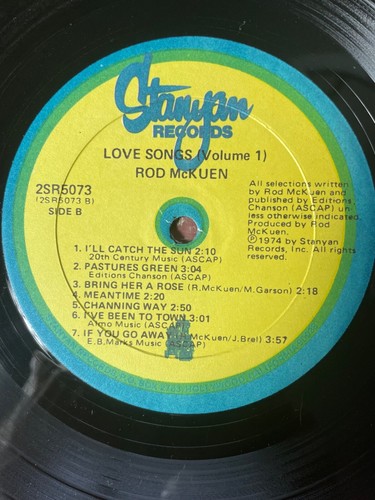 Stanyan
RECORDS
LOVE SONGS (Volume 1)
ROD McKUEN
2SR5073
(2SR5073 B)
SIDE B
All selections written
by Rod McKuen and
published by Editions
Chanson (ASCAP) un
less otherwise indicated.
Produced by Rod
McKuen.
Ⓟ1974 by Stanyan
Records, Inc. All rights
reserved.
1. I'LL CATCH THE SUN 2:10
20th Century Music (ASCAP)
2. PASTURES GREEN 3:04
Editions Chanson (ASCAP)
3. BRING HER A ROSE (R.McKuen/M.Garson) 2:18
4. MEANTIME 2:20
5. CHANNING WAY 2:50
6. I'VE BEEN TO TOWN 3:01
Almo Music (ASCAP)
7. IF YOU GO AWAY (R.McKuen/J.Brel) 3:57
E.B.Marks Music (ASCAP)